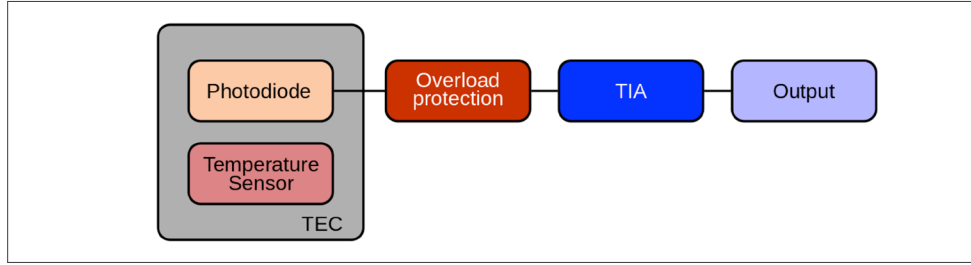 Photodiode
Overload
protection
TIA
Output
Temperature
Sensor
TEC